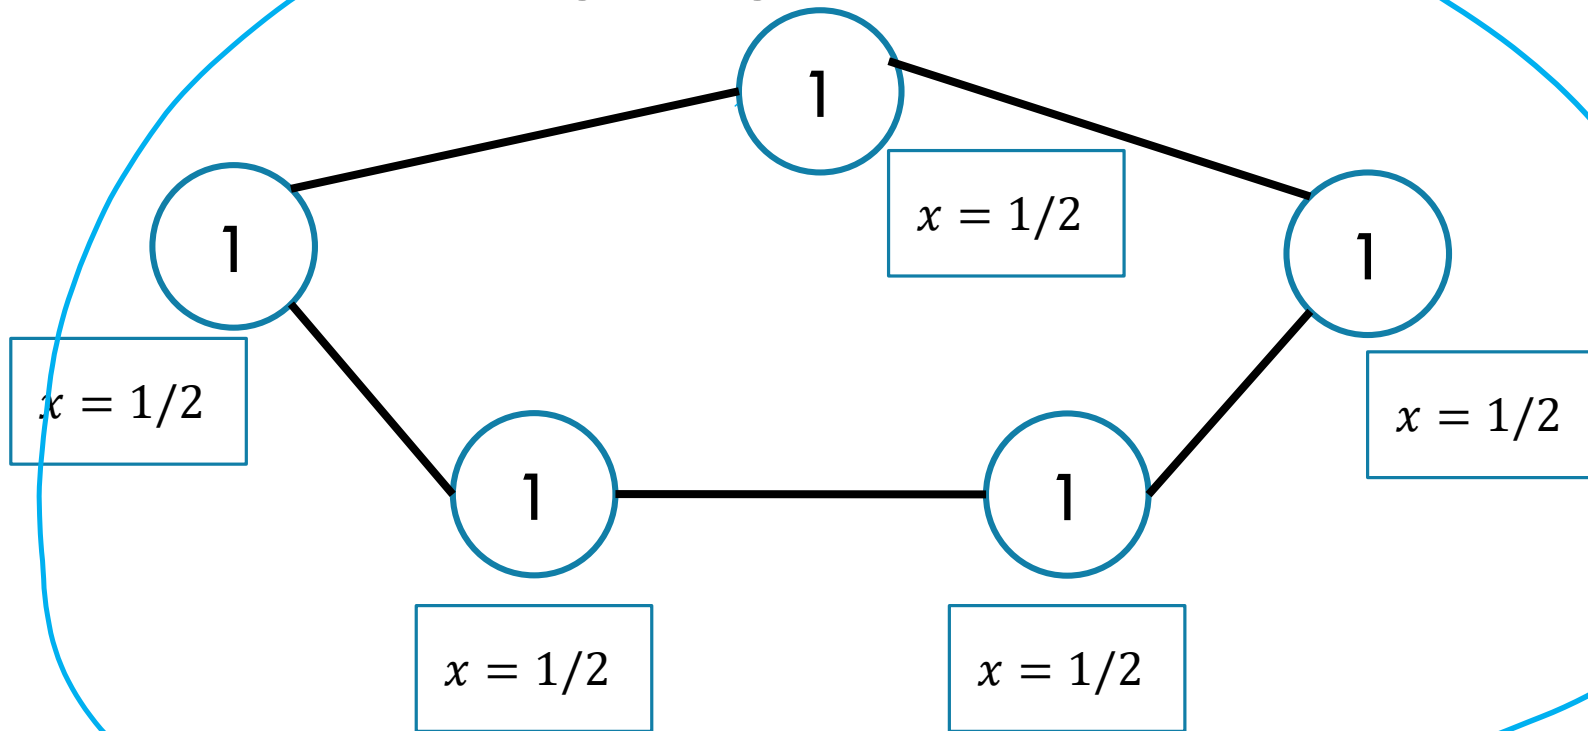 1
1
x = 1/2
1
x = 1/2
x = 1/2
1
1
x = 1/2
x = 1/2